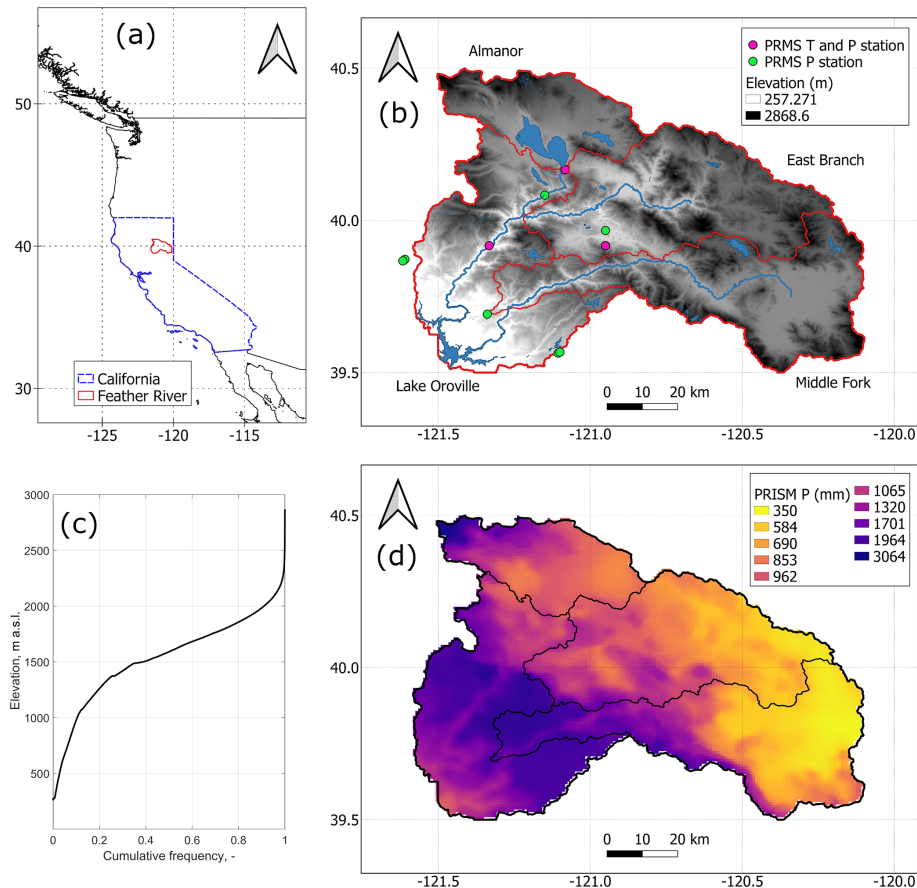 (a)
50
40
30
-125
-120
-115
California
Feather River
(b)
Almanor
East Branch
Lake Oroville
Middle Fork
PRMS T and P station
PRMS P station
Elevation (m)
257.271
2868.6
40.5
40.0
39.5
0 10 20 km
-121.5
-121.0
-120.5
-120.0
(c)
Elevation, m a.s.l.
3000
2500
2000
1500
1000
500
0
0.2
0.4
0.6
0.8
1
Cumulative frequency, -
(d)
PRISM P (mm)
350
584
690
853
962
1065
1320
1701
1964
3064
40.5
40.0
39.5
0 10 20 km
-121.5
-121.0
-120.5
-120.0